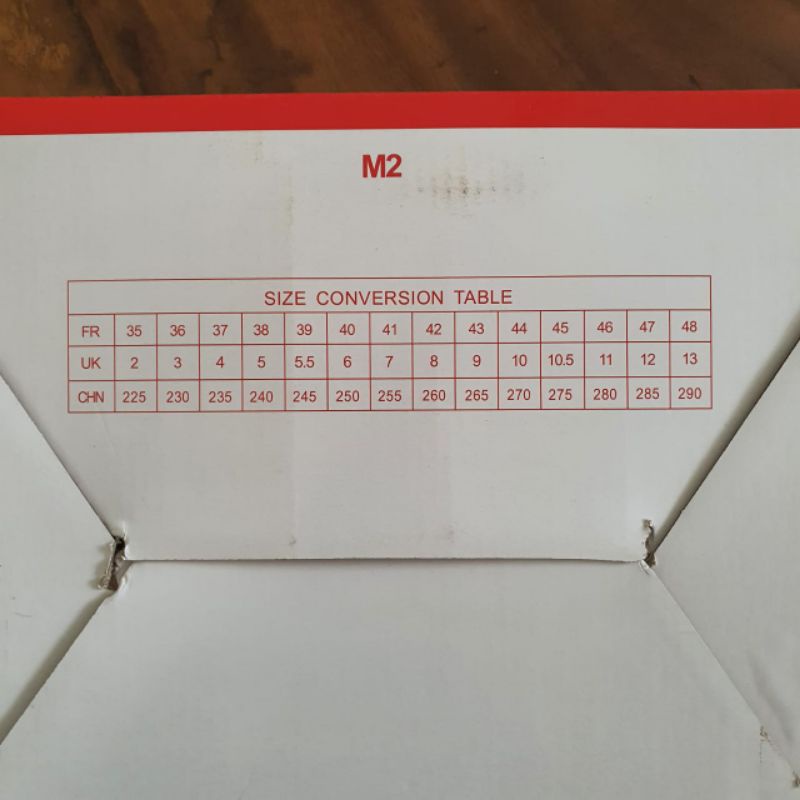 M2
SIZE CONVERSION TABLE
FR 35 36 37 38 39 40 41 42 43 44 45 46 47 48
UK 2 3 4 5 5.5 6 7 8 9 10 10.5 11 12 13
CHN 225 230 235 240 245 250 255 260 265 270 275 280 285 290